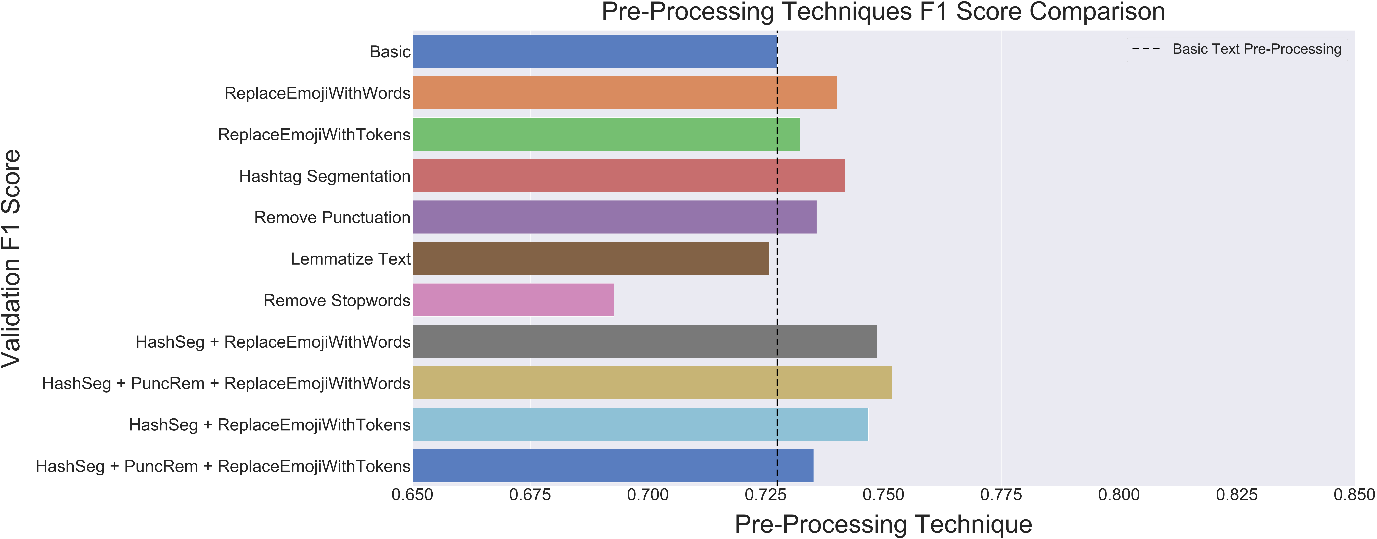 Pre-Processing Techniques F1 Score Comparison
Basic Text Pre-Processing
Validation F1 Score
Basic
ReplaceEmojiWithWords
ReplaceEmojiWithTokens
Hashtag Segmentation
Remove Punctuation
Lemmatize Text
Remove Stopwords
HashSeg + ReplaceEmojiWithWords
HashSeg + PuncRem + ReplaceEmojiWithWords
HashSeg + ReplaceEmojiWithTokens
HashSeg + PuncRem + ReplaceEmojiWithTokens
0.650 0.675 0.700 0.725 0.750 0.775 0.800 0.825 0.850
Pre-Processing Technique